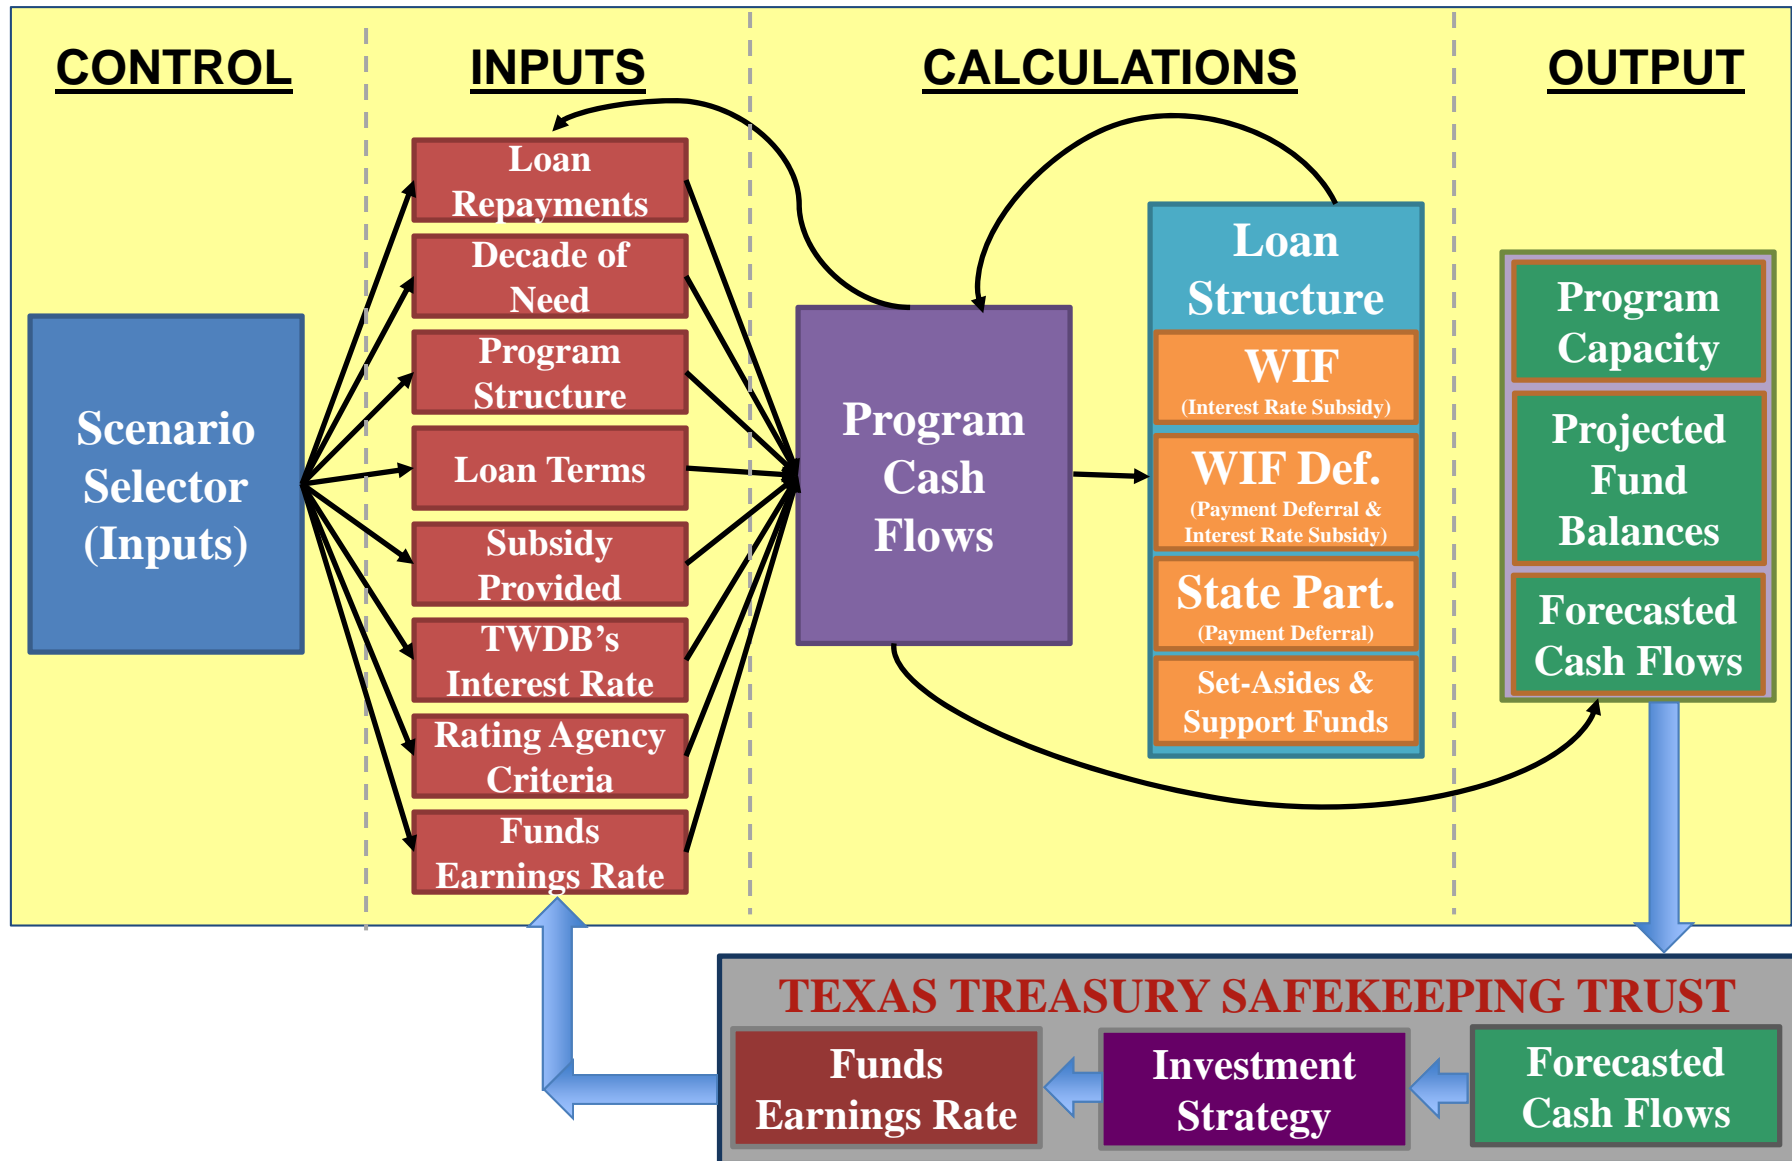 CONTROL
INPUTS
CALCULATIONS
OUTPUT
Scenario
Selector
(Inputs)
Loan
Repayments
Decade of
Need
Program
Structure
Loan Terms
Subsidy
Provided
TWDB's
Interest Rate
Rating Agency
Criteria
Funds
Earnings Rate
Program
Cash
Flows
Loan
Structure
WIF
(Interest Rate Subsidy)
WIF Def.
(Payment Deferral &
Interest Rate Subsidy)
State Part.
(Payment Deferral)
Set-Asides &
Support Funds
Program
Capacity
Projected
Fund
Balances
Forecasted
Cash Flows
TEXAS TREASURY SAFEKEEPING TRUST
Funds
Earnings Rate
Investment
Strategy
Forecasted
Cash Flows